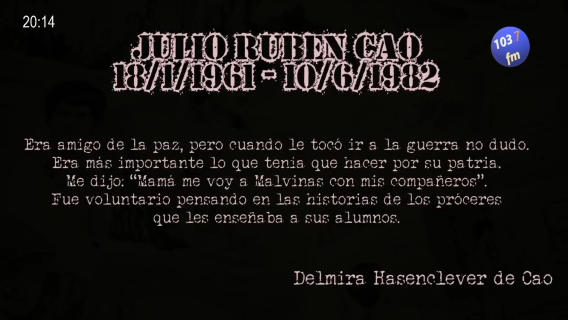 20:14
103.7
fm
JULIO RUBEN CAO
18/1/1961 - 10/6/1982
Era amigo de la paz, pero cuando le tocó ir a la guerra no dudo.
Era más importante lo que tenía que hacer por su patria.
Me dijo: “Mamá me voy a Malvinas con mis compañeros”.
Fue voluntario pensando en las historias de los próceres
que les enseñaba a sus alumnos.
Delmira Hasenclever de Cao